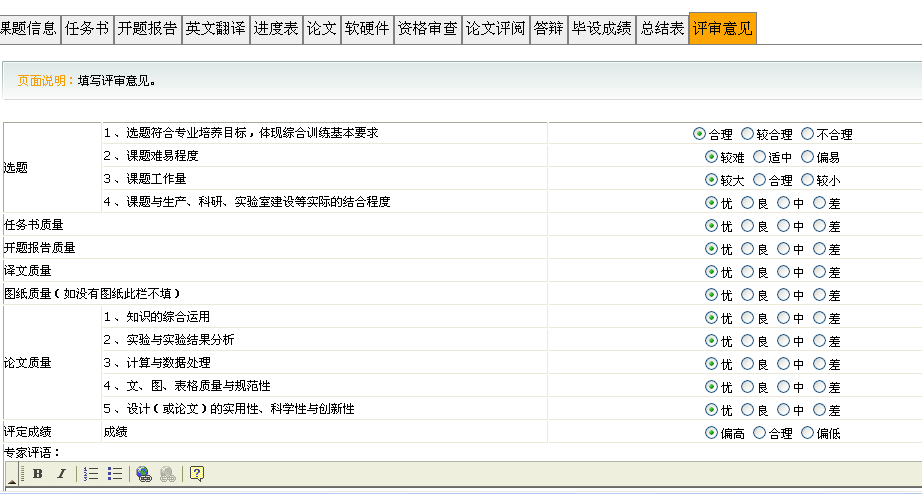 课题信息 任务书 开题报告 英文翻译 进度表 论文 软硬件 资格审查 论文评阅 答辩 毕设成绩 总结表 评审意见
页面说明：填写评审意见。
选题
1、选题符合专业培养目标，体现综合训练基本要求 合理 较合理 不合理
2、课题难易程度 较难 适中 偏易
3、课题工作量 较大 合理 较小
4、课题与生产、科研、实验室建设等实际的结合程度 优 良 中 差
任务书质量 优 良 中 差
开题报告质量 优 良 中 差
译文质量 优 良 中 差
图纸质量（如没有图纸此栏不填） 优 良 中 差
论文质量
1、知识的综合运用 优 良 中 差
2、实验与实验结果分析 优 良 中 差
3、计算与数据处理 优 良 中 差
4、文、图、表格质量与规范性 优 良 中 差
5、设计（或论文）的实用性、科学性与创新性 优 良 中 差
评定成绩 成绩 偏高 合理 偏低
专家评语：
B I